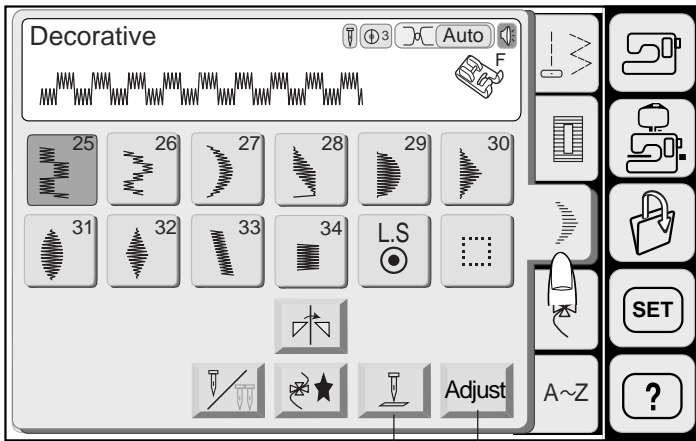 Decorative
3
Auto
F
25 26 27 28 29 30
31 32 33 34 L.S
SET
Adjust
A~Z
?